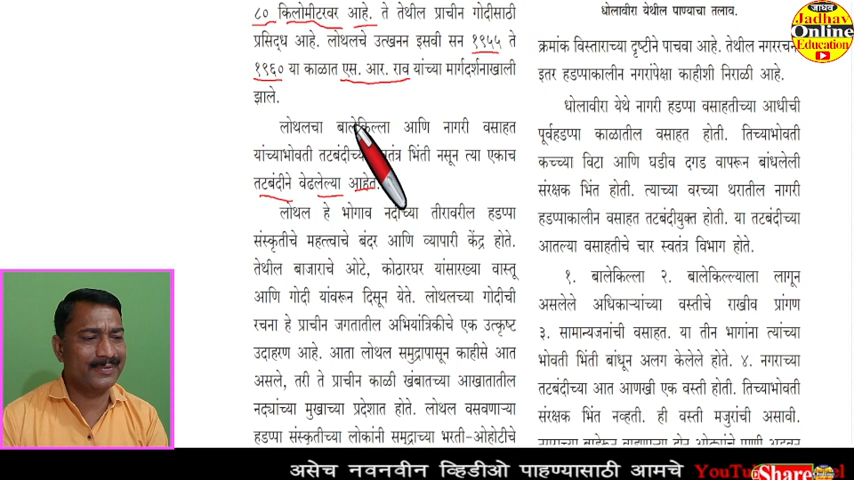 ८० किलोमीटरवर आहे. ते तेथील प्राचीन गोदीसाठी
प्रसिद्ध आहे. लोथलचे उत्खनन इसवी सन १९५५ ते
१९६० या काळात एस. आर. राव यांच्या मार्गदर्शनाखाली
झाले.
लोथलचा बालेकिल्ला आणि नागरी वसाहत
यांच्याभोवती तटबंदीच्या स्वतंत्र भिंती नसून त्या एकाच
तटबंदीने वेढलेल्या आहेत.
लोथल हे भोगाव नदीच्या तीरावरील हडप्पा
संस्कृतीचे महत्त्वाचे बंदर आणि व्यापारी केंद्र होते.
तेथील बाजाराचे ओटे, कोठारघर यांसारख्या वास्तू
आणि गोदी यांवरून दिसून येते. लोथलच्या गोदीची
रचना हे प्राचीन जगातील अभियांत्रिकीचे एक उत्कृष्ट
उदाहरण आहे. आता लोथल समुद्रापासून काहीसे आत
असले, तरी ते प्राचीन काळी खंबातच्या आखातातील
नद्यांच्या मुखाच्या प्रदेशात होते. लोथल वसवणाऱ्या
हडप्पा संस्कृतीच्या लोकांनी समुद्राच्या भरती-ओहोटीचे
धोलावीरा येथील पाण्याचा तलाव.
क्रमांक विस्ताराच्या दृष्टीने पाचवा आहे. तेथील नगररचना
इतर हडप्पाकालीन नगरांपेक्षा काहीशी निराळी आहे.
धोलावीरा येथे नागरी हडप्पा वसाहतीच्या आधीची
पूर्वहडप्पा काळातील वसाहत होती. तिच्याभोवती
कच्च्या विटा आणि घडीव दगड वापरून बांधलेली
संरक्षक भिंत होती. त्याच्या वरच्या थरातील नागरी
हडप्पाकालीन वसाहत तटबंदीयुक्त होती. या तटबंदीच्या
आतल्या वसाहतीचे चार स्वतंत्र विभाग होते.
१. बालेकिल्ला २. बालेकिल्ल्याला लागून
असलेले अधिकाऱ्यांच्या वस्तीचे राखीव प्रांगण
३. सामान्यजनांची वसाहत. या तीन भागांना त्यांच्या
भोवती भिंती बांधून अलग केलेले होते. ४. नगराच्या
तटबंदीच्या आत आणखी एक वस्ती होती. तिच्याभोवती
संरक्षक भिंत नव्हती. ही वस्ती मजुरांची असावी.
जाधव
Jadhav
Online
Education
असेच नवनवीन व्हिडीओ पाहण्यासाठी आमचे YouTube
Share